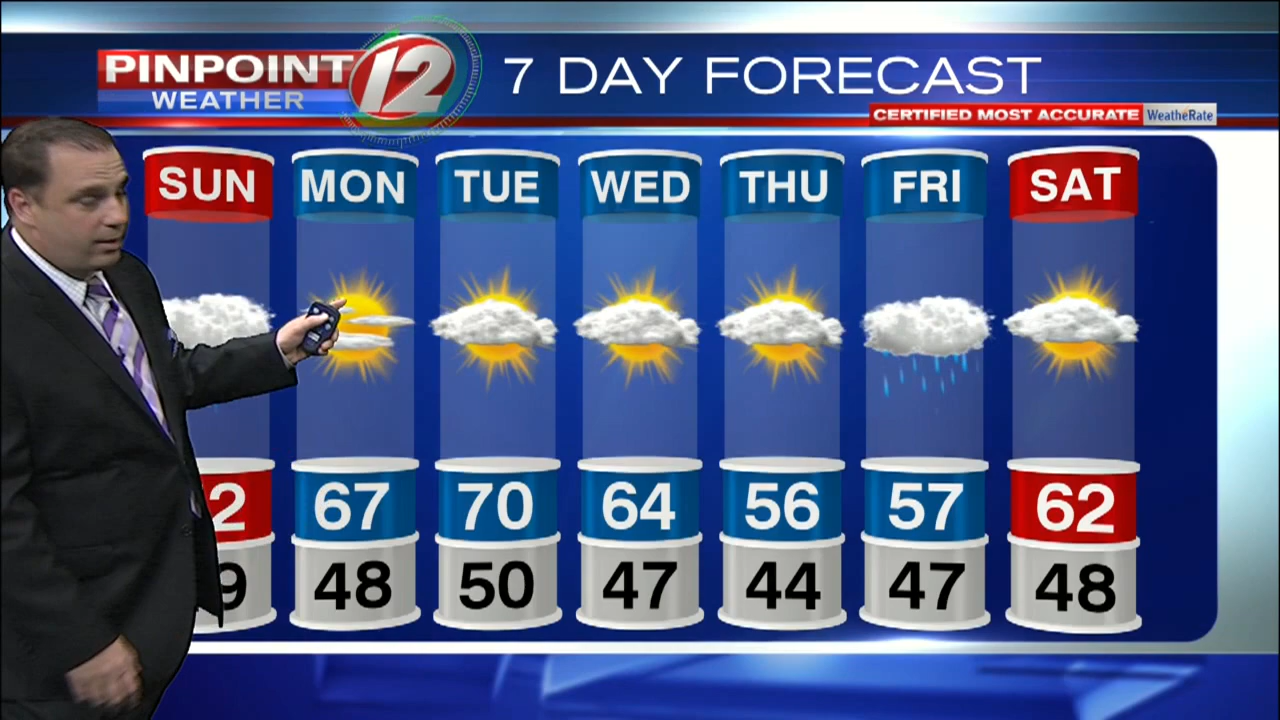 PINPOINT 12
WEATHER
7 DAY FORECAST
CERTIFIED MOST ACCURATE WeatheRate
SUN MON TUE WED THU FRI SAT
67 70 64 56 57 62
48 50 47 44 47 48